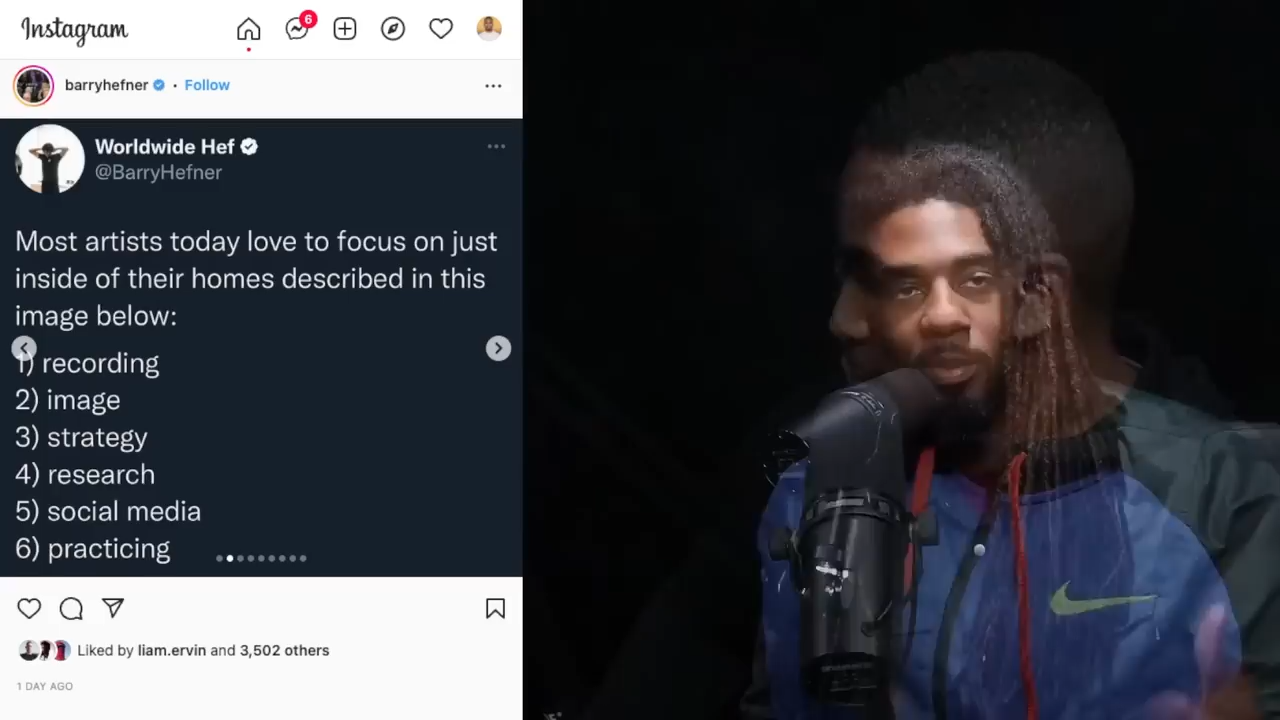 Instagram
6
barryhefner · Follow
Worldwide Hef
@BarryHefner
Most artists today love to focus on just
inside of their homes described in this
image below:
1) recording
2) image
3) strategy
4) research
5) social media
6) practicing
Liked by liam.ervin and 3,502 others
1 DAY AGO